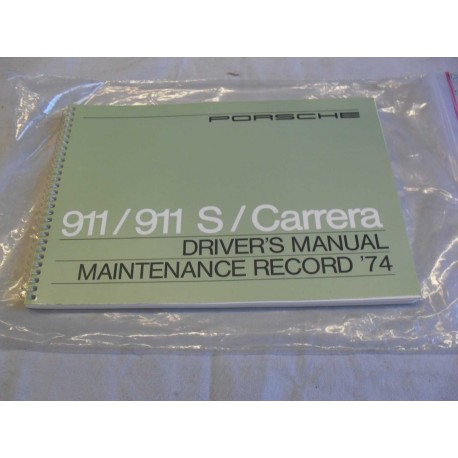 PORSCHE
911/911 S/Carrera
DRIVER'S MANUAL
MAINTENANCE RECORD '74